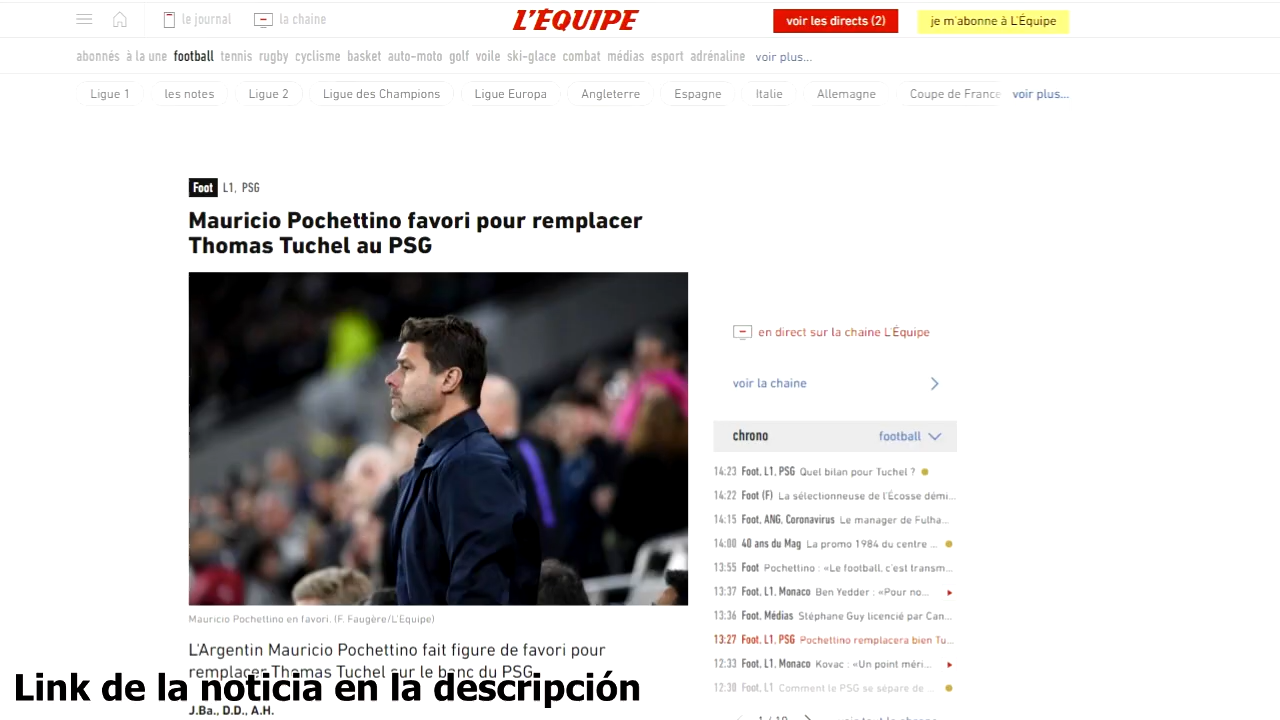 le journal
la chaine
L'ÉQUIPE
voir les directs (2)
je m'abonne à L'Équipe
abonnés à la une football tennis rugby cyclisme basket auto-moto golf voile ski-glace combat médias esport adrénaline voir plus...
Ligue 1 les notes Ligue 2 Ligue des Champions Ligue Europa Angleterre Espagne Italie Allemagne Coupe de France voir plus...
Foot L1, PSG
Mauricio Pochettino favori pour remplacer
Thomas Tuchel au PSG
Mauricio Pochettino en favori. (F. Faugère/L'Equipe)
L'Argentin Mauricio Pochettino fait figure de favori pour
remplacer Thomas Tuchel sur le banc du PSG.
J.Ba., D.D., A.H.
en direct sur la chaine L'Équipe
voir la chaine
chrono football
14:23 Foot, L1, PSG Quel bilan pour Tuchel ?
14:22 Foot (F) La sélectionneuse de l'Écosse démi...
14:15 Foot, ANG, Coronavirus Le manager de Fulha...
14:00 40 ans du Mag La promo 1984 du centre ...
13:55 Foot Pochettino : «Le football, c'est transm...
13:37 Foot, L1, Monaco Ben Yedder : «Pour no...
13:36 Foot, Médias Stéphane Guy licencié par Can...
13:27 Foot, L1, PSG Pochettino remplacera bien Tu...
12:33 Foot, L1, Monaco Kovac : «Un point méri...
12:30 Foot, L1 Comment le PSG se sépare de ...
1 / 10 voir tout le chrono
Link de la noticia en la descripción